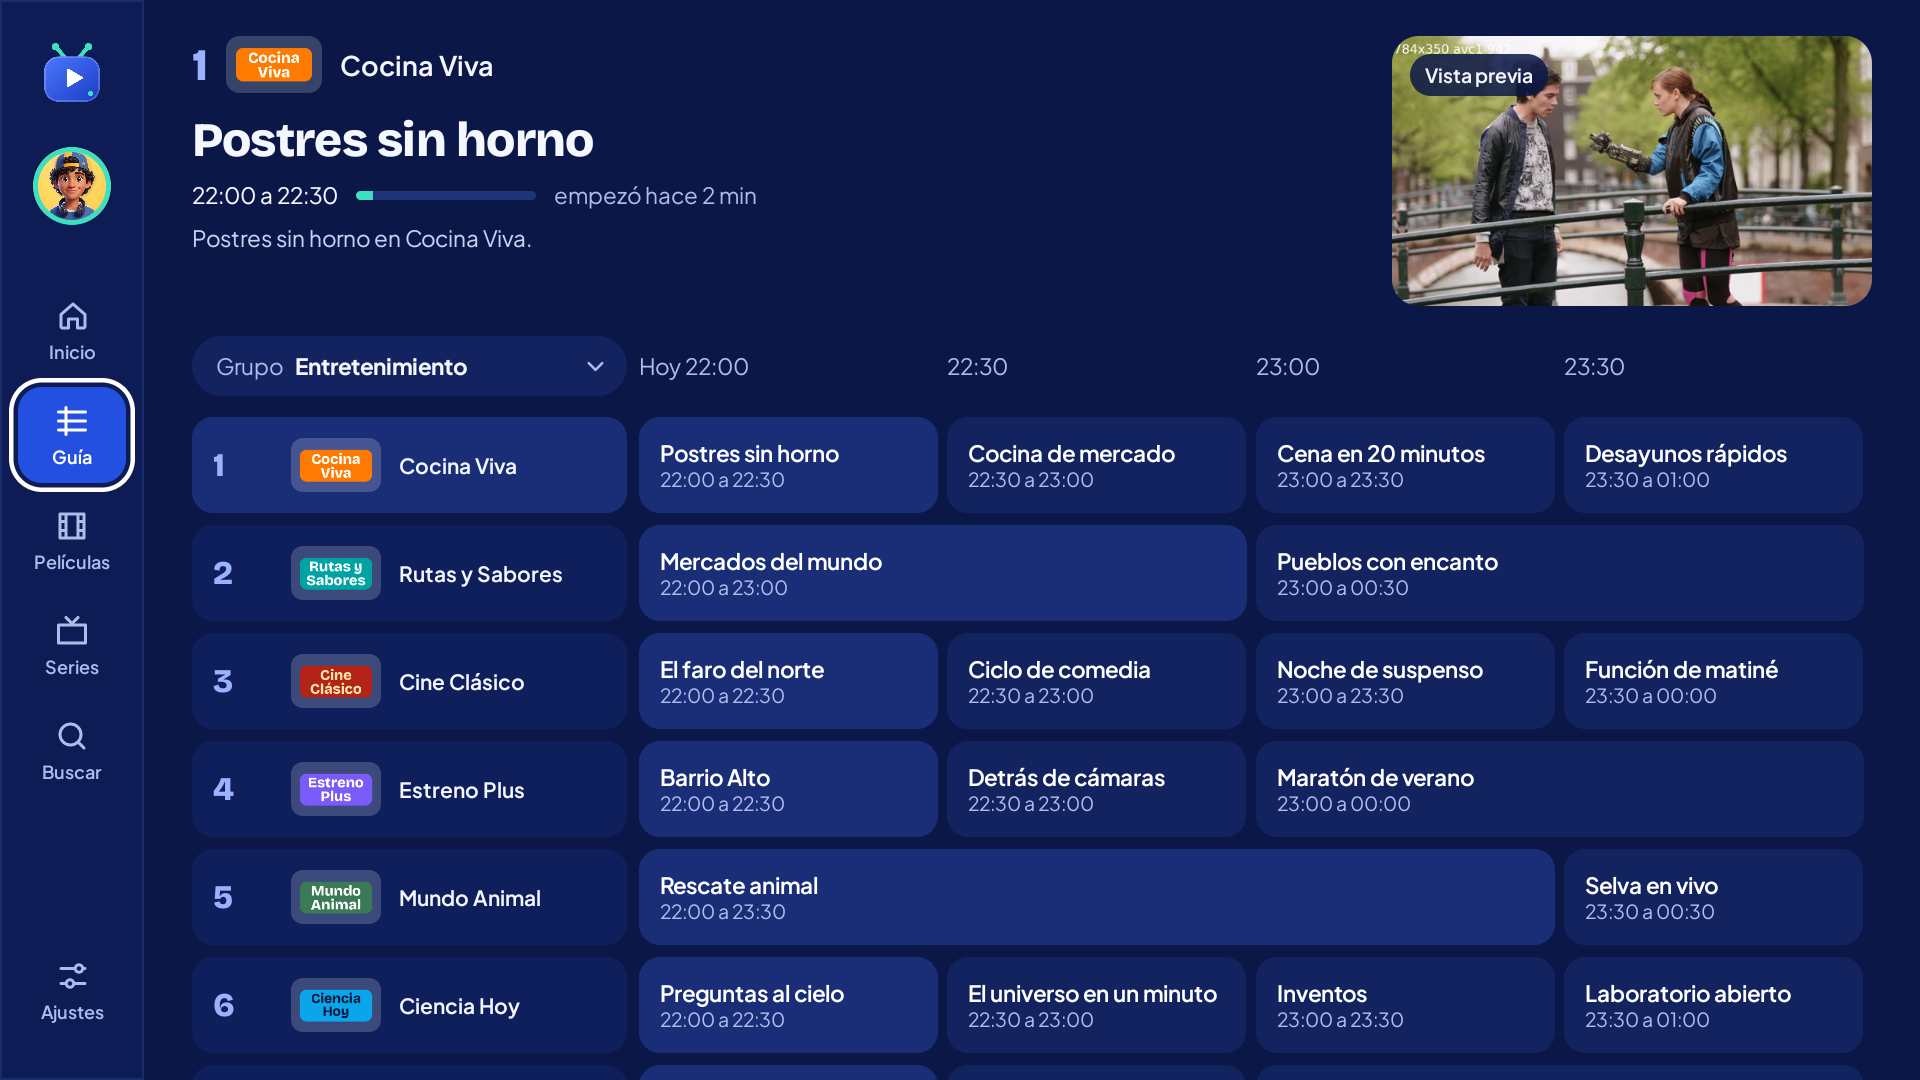 1
Cocina
Viva
Cocina Viva
Postres sin horno
22:00 a 22:30
empezó hace 2 min
Postres sin horno en Cocina Viva.
Vista previa
Inicio
Guía
Películas
Series
Buscar
Ajustes
Grupo Entretenimiento
Hoy 22:00
22:30
23:00
23:30
1
Cocina
Viva
Cocina Viva
Postres sin horno
22:00 a 22:30
Cocina de mercado
22:30 a 23:00
Cena en 20 minutos
23:00 a 23:30
Desayunos rápidos
23:30 a 01:00
2
Rutas y
Sabores
Rutas y Sabores
Mercados del mundo
22:00 a 23:00
Pueblos con encanto
23:00 a 00:30
3
Cine
Clásico
Cine Clásico
El faro del norte
22:00 a 22:30
Ciclo de comedia
22:30 a 23:00
Noche de suspenso
23:00 a 23:30
Función de matiné
23:30 a 00:00
4
Estreno
Plus
Estreno Plus
Barrio Alto
22:00 a 22:30
Detrás de cámaras
22:30 a 23:00
Maratón de verano
23:00 a 00:00
5
Mundo
Animal
Mundo Animal
Rescate animal
22:00 a 23:30
Selva en vivo
23:30 a 00:30
6
Ciencia
Hoy
Ciencia Hoy
Preguntas al cielo
22:00 a 22:30
El universo en un minuto
22:30 a 23:00
Inventos
23:00 a 23:30
Laboratorio abierto
23:30 a 01:00